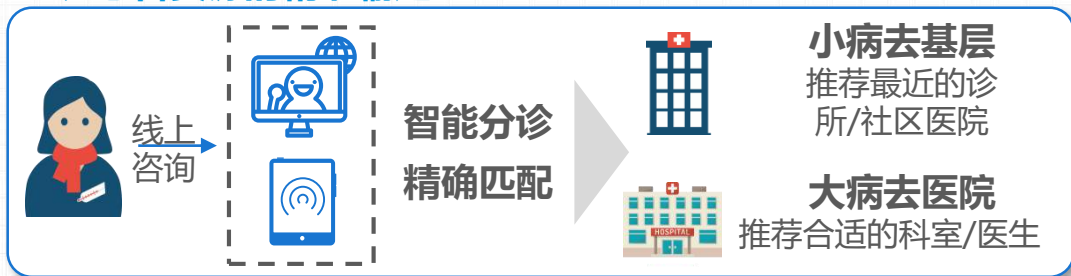 线上
咨询
智能分诊
精确匹配
小病去基层
推荐最近的诊
所/社区医院
HOSPITAL
大病去医院
推荐合适的科室/医生